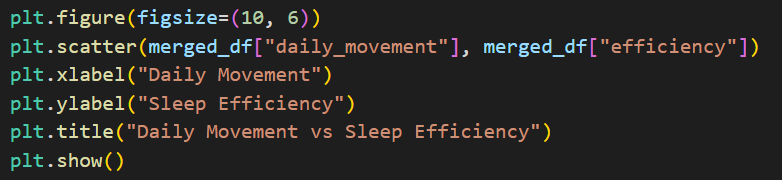 plt.figure(figsize=(10, 6))
plt.scatter(merged_df["daily_movement"], merged_df["efficiency"])
plt.xlabel("Daily Movement")
plt.ylabel("Sleep Efficiency")
plt.title("Daily Movement vs Sleep Efficiency")
plt.show()